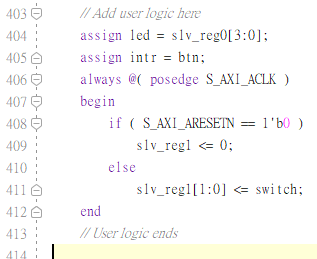 403 // Add user logic here
404 assign led = slv_reg0[3:0];
405 assign intr = btn;
406 always @( posedge S_AXI_ACLK )
407 begin
408 if ( S_AXI_ARESETN == 1'b0 )
409 slv_reg1 <= 0;
410 else
411 slv_reg1[1:0] <= switch;
412 end
413 // User logic ends
414